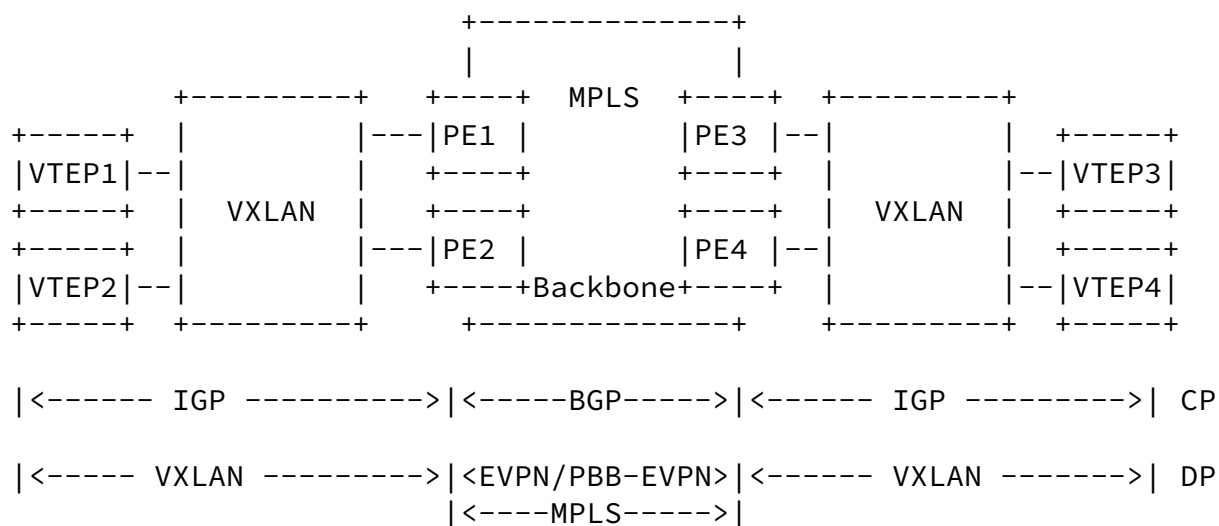 +--------------+
                       |              |
        +---------+   +----+  MPLS  +----+  +---------+
+-----+ |         |---|PE1 |        |PE3 |--|         |  +-----+
|VTEP1|--|         |   +----+        +----+  |         |--|VTEP3|
+-----+ |  VXLAN  |   +----+        +----+  |  VXLAN  |  +-----+
+-----+ |         |---|PE2 |        |PE4 |--|         |  +-----+
|VTEP2|--|         |   +----+Backbone+----+  |         |--|VTEP4|
+-----+ +---------+    +--------------+     +---------+  +-----+
|<------ IGP ---------->|<-----BGP----->|<------ IGP -------->| CP
|<----- VXLAN --------->|<EVPN/PBB-EVPN>|<------ VXLAN ------->| DP
|<----MPLS----->|